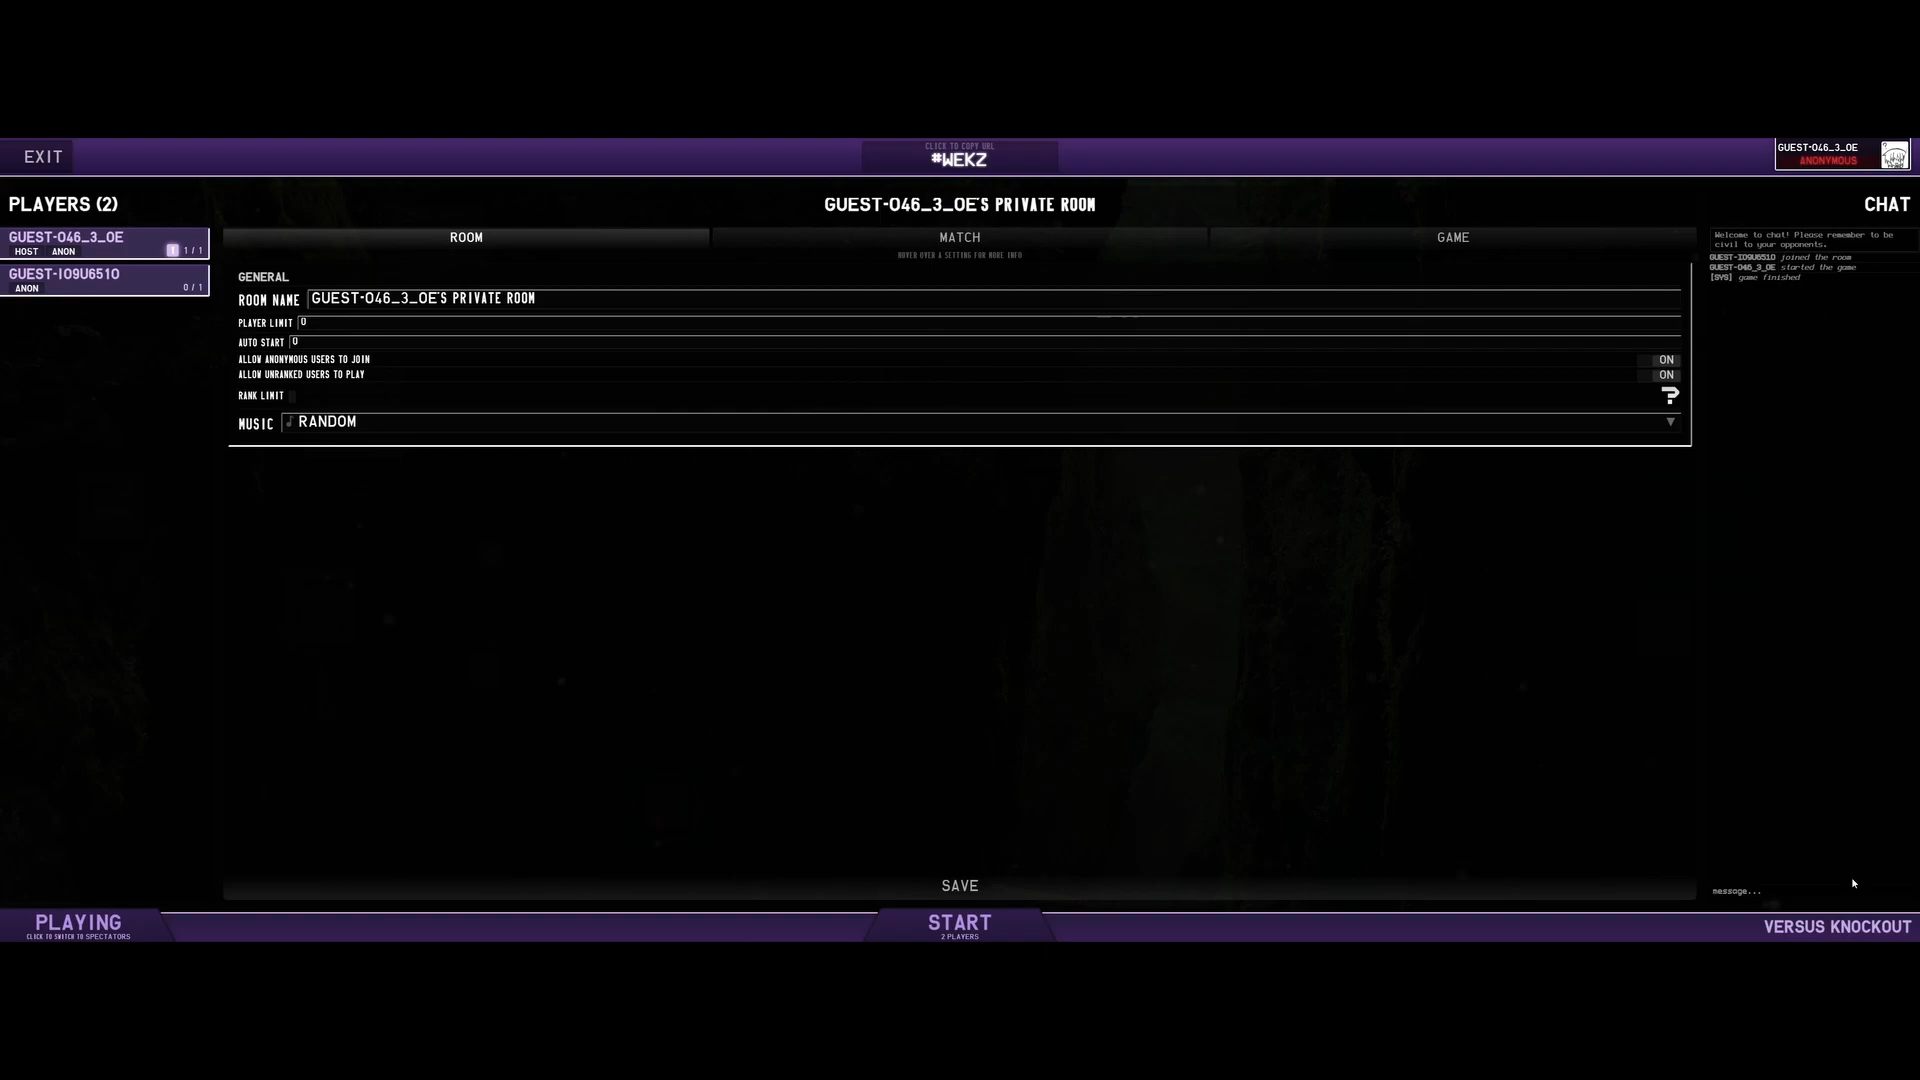 EXIT
CLICK TO COPY URL
#WEKZ
GUEST-046_3_OE
ANONYMOUS
PLAYERS (2)
GUEST-046_3_OE'S PRIVATE ROOM
CHAT
GUEST-046_3_OE
HOST ANON 1 1 / 1
GUEST-IO9U6510
ANON 0 / 1
ROOM MATCH GAME
HOVER OVER A SETTING FOR MORE INFO
GENERAL
ROOM NAME GUEST-046_3_OE'S PRIVATE ROOM
PLAYER LIMIT 0
AUTO START 0
ALLOW ANONYMOUS USERS TO JOIN ON
ALLOW UNRANKED USERS TO PLAY ON
RANK LIMIT ?
MUSIC ♪ RANDOM ▼
Welcome to chat! Please remember to be
civil to your opponents.
GUEST-IO9U6510 joined the room
GUEST-046_3_OE started the game
[SYS] game finished
SAVE
message...
PLAYING
CLICK TO SWITCH TO SPECTATORS
START
2 PLAYERS
VERSUS KNOCKOUT